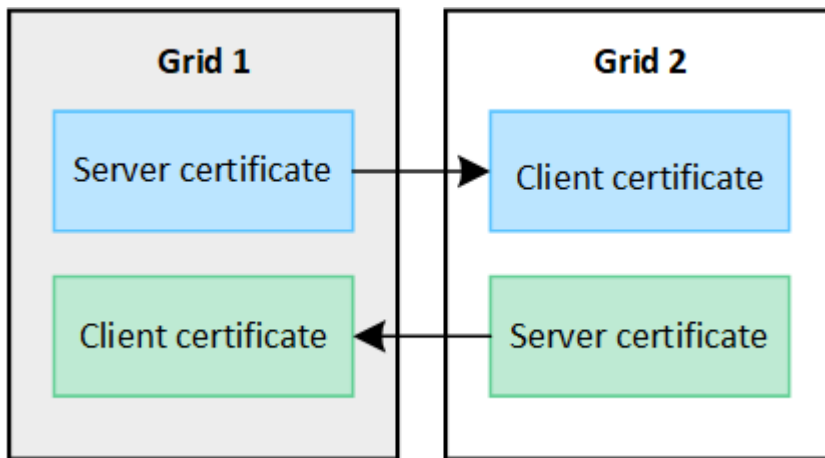 Grid 1
Grid 2
Server certificate
Client certificate
Client certificate
Server certificate